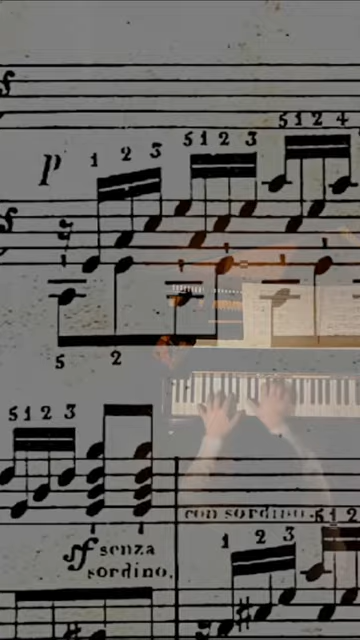 5 1 2 4
p 1 2 3 5 1 2 3
5 2
5 1 2 3
con sordino. 5 1 2
sf senza
sordino.
1 2 3